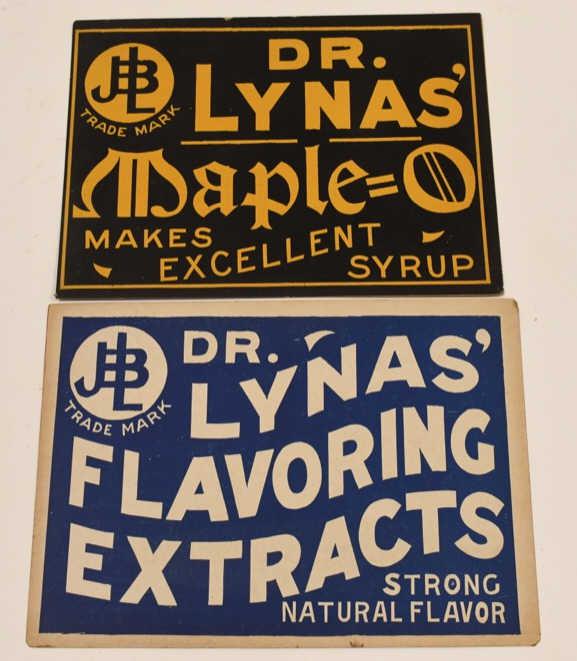 JBL
TRADE MARK
DR.
LYNAS'
Maple=O
MAKES
EXCELLENT
SYRUP
JBL
TRADE MARK
DR. LYNAS'
FLAVORING
EXTRACTS
STRONG
NATURAL FLAVOR